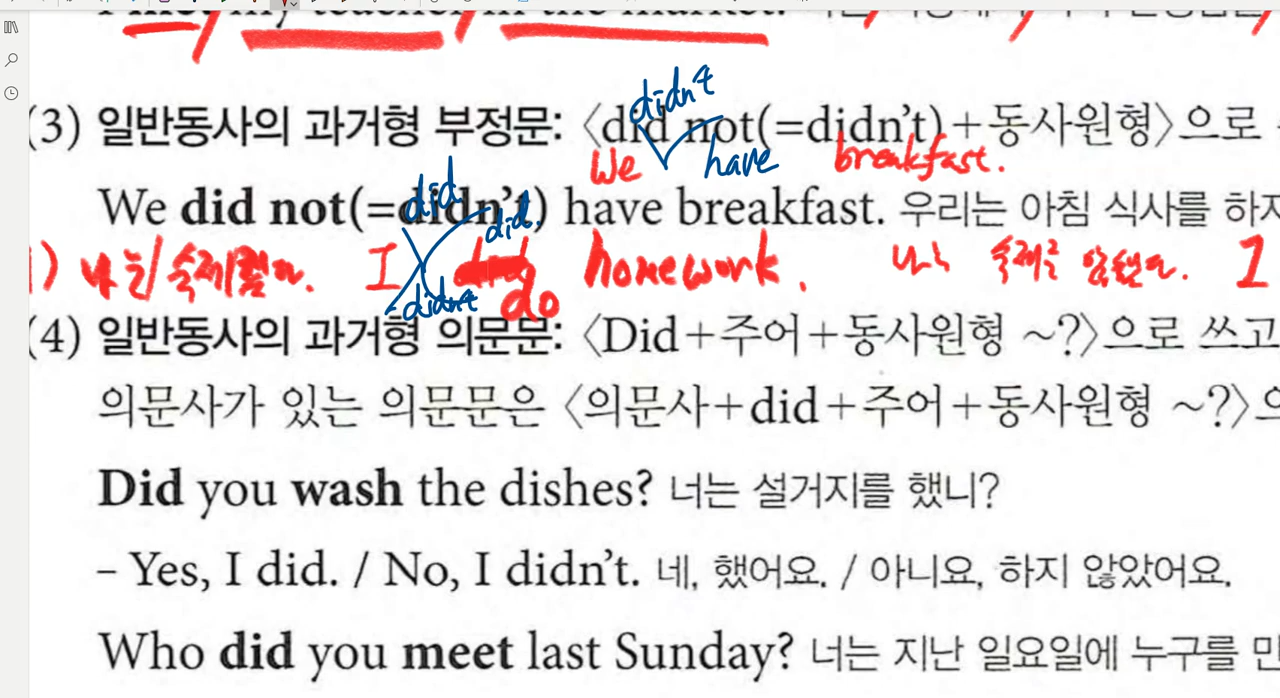 my teacher in the market.
didn't
(3) 일반동사의 과거형 부정문: 〈did not(=didn't)+동사원형〉으로
We have breakfast.
We did not(=didn't) have breakfast. 우리는 아침 식사를 하지
did
did
나는 숙제했다. I do homework. 나는 숙제를 안했다. I
didn't
(4) 일반동사의 과거형 의문문: 〈Did+주어+동사원형 ~?〉으로 쓰고
의문사가 있는 의문문은 〈의문사+did+주어+동사원형 ~?〉으
Did you wash the dishes? 너는 설거지를 했니?
– Yes, I did. / No, I didn't. 네, 했어요. / 아니요, 하지 않았어요.
Who did you meet last Sunday? 너는 지난 일요일에 누구를 만